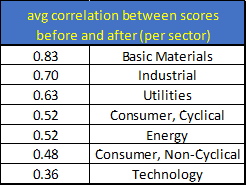 avg correlation between scores
before and after (per sector)
0.83 Basic Materials
0.70 Industrial
0.63 Utilities
0.52 Consumer, Cyclical
0.52 Energy
0.48 Consumer, Non-Cyclical
0.36 Technology